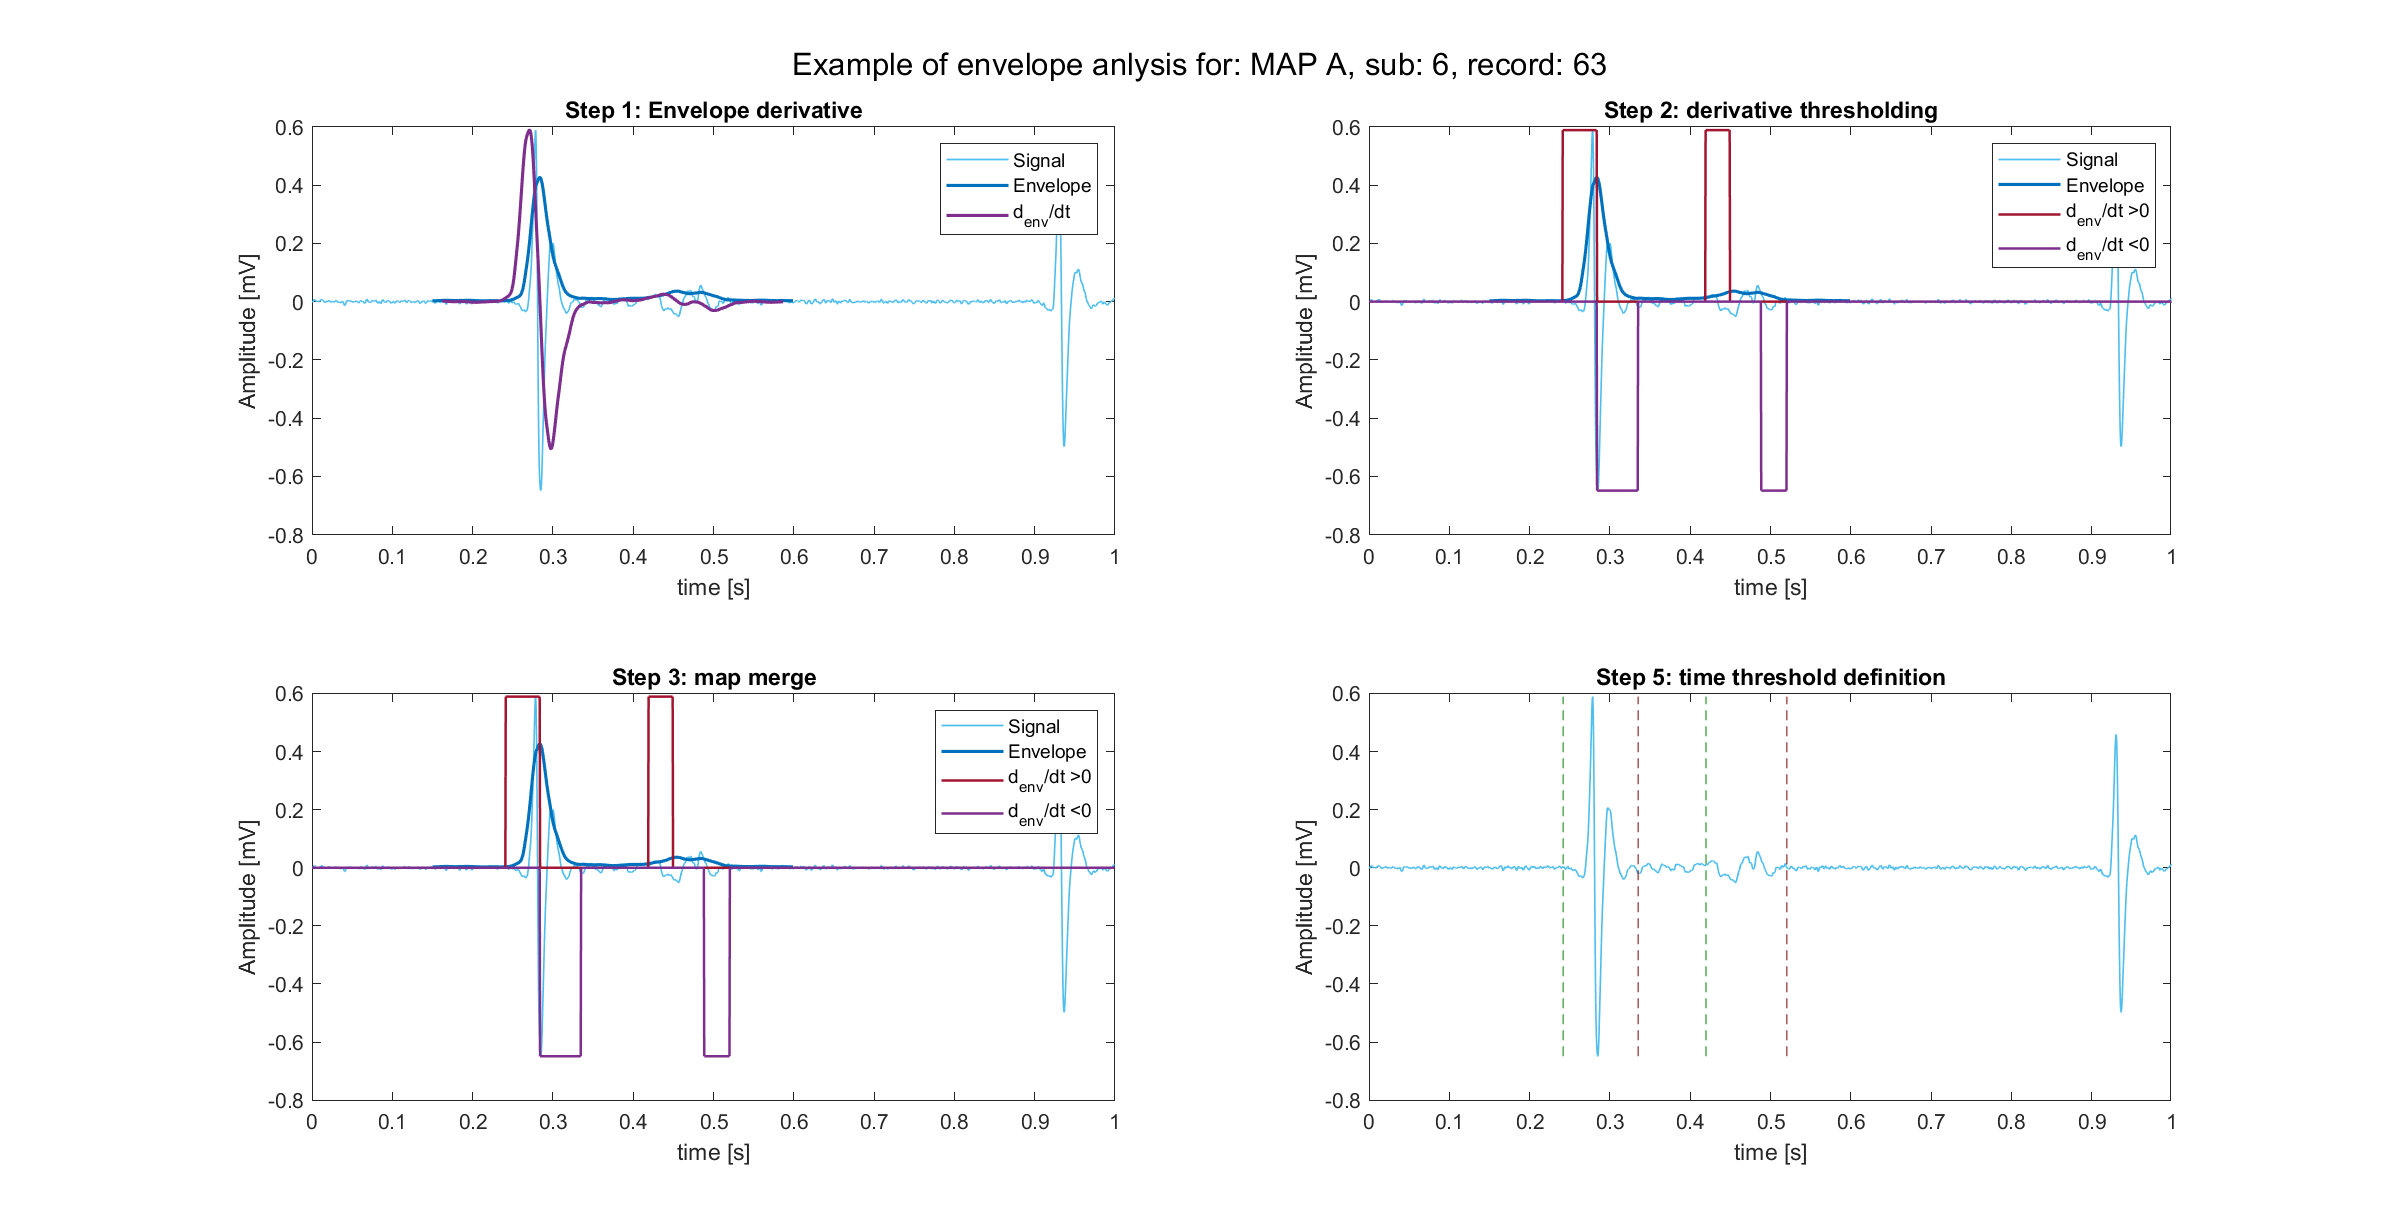 Example of envelope anlysis for: MAP A, sub: 6, record: 63
Step 1: Envelope derivative
0.6
0.4
0.2
0
-0.2
-0.4
-0.6
-0.8
Amplitude [mV]
0 0.1 0.2 0.3 0.4 0.5 0.6 0.7 0.8 0.9 1
time [s]
Signal
Envelope
d_env/dt
Step 2: derivative thresholding
0.6
0.4
0.2
0
-0.2
-0.4
-0.6
-0.8
Amplitude [mV]
0 0.1 0.2 0.3 0.4 0.5 0.6 0.7 0.8 0.9 1
time [s]
Signal
Envelope
d_env/dt >0
d_env/dt <0
Step 3: map merge
0.6
0.4
0.2
0
-0.2
-0.4
-0.6
-0.8
Amplitude [mV]
0 0.1 0.2 0.3 0.4 0.5 0.6 0.7 0.8 0.9 1
time [s]
Signal
Envelope
d_env/dt >0
d_env/dt <0
Step 5: time threshold definition
0.6
0.4
0.2
0
-0.2
-0.4
-0.6
-0.8
Amplitude [mV]
0 0.1 0.2 0.3 0.4 0.5 0.6 0.7 0.8 0.9 1
time [s]